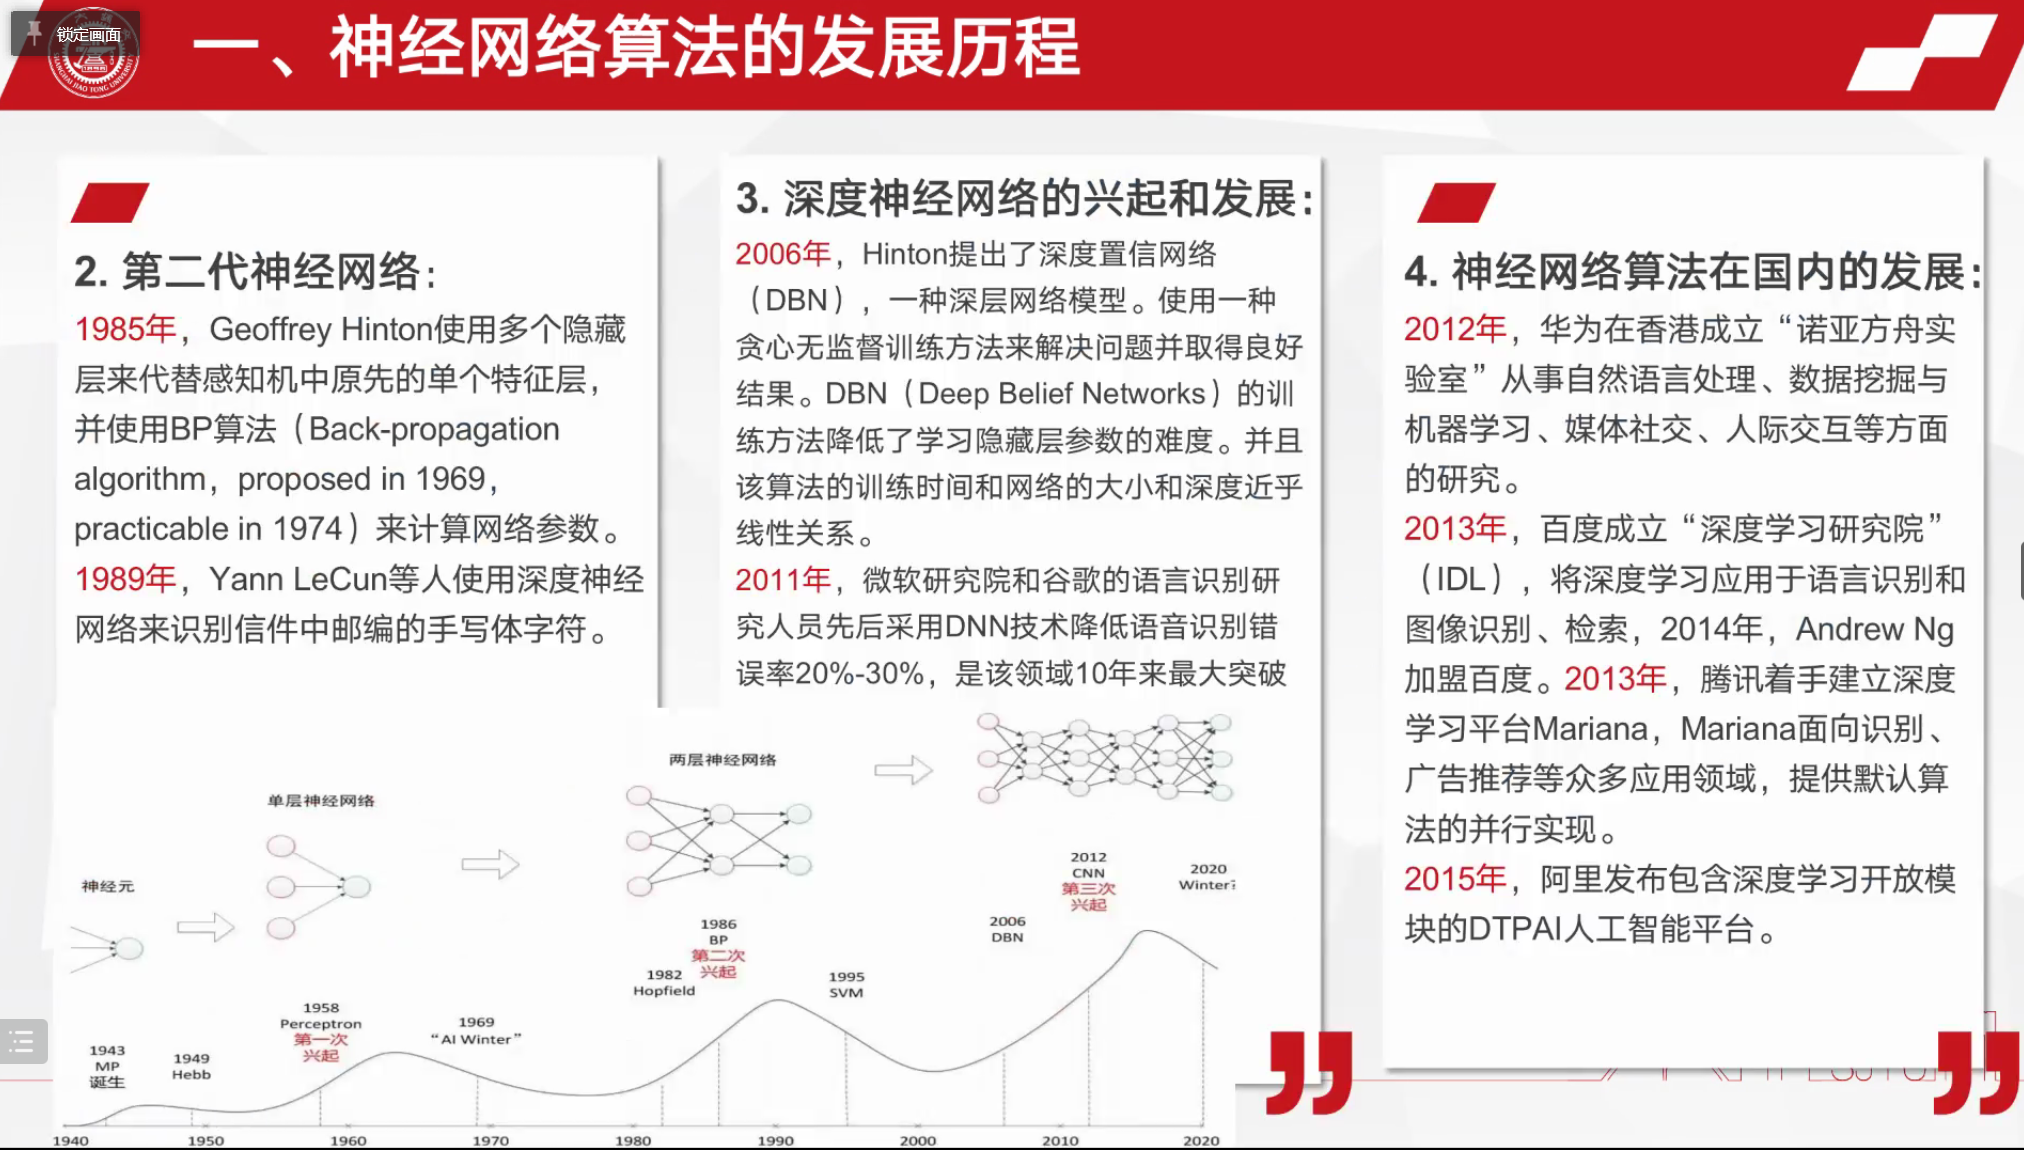 锁定画面
一、神经网络算法的发展历程
SHANGHAI JIAO TONG UNIVERSITY
2. 第二代神经网络：
1985年，Geoffrey Hinton使用多个隐藏
层来代替感知机中原先的单个特征层，
并使用BP算法（Back-propagation
algorithm，proposed in 1969，
practicable in 1974）来计算网络参数。
1989年，Yann LeCun等人使用深度神经
网络来识别信件中邮编的手写体字符。
3. 深度神经网络的兴起和发展：
2006年，Hinton提出了深度置信网络
（DBN），一种深层网络模型。使用一种
贪心无监督训练方法来解决问题并取得良好
结果。DBN（Deep Belief Networks）的训
练方法降低了学习隐藏层参数的难度。并且
该算法的训练时间和网络的大小和深度近乎
线性关系。
2011年，微软研究院和谷歌的语言识别研
究人员先后采用DNN技术降低语音识别错
误率20%-30%，是该领域10年来最大突破
4. 神经网络算法在国内的发展：
2012年，华为在香港成立“诺亚方舟实
验室”从事自然语言处理、数据挖掘与
机器学习、媒体社交、人际交互等方面
的研究。
2013年，百度成立“深度学习研究院”
（IDL），将深度学习应用于语言识别和
图像识别、检索，2014年，Andrew Ng
加盟百度。2013年，腾讯着手建立深度
学习平台Mariana，Mariana面向识别、
广告推荐等众多应用领域，提供默认算
法的并行实现。
2015年，阿里发布包含深度学习开放模
块的DTPAI人工智能平台。
神经元
单层神经网络
两层神经网络
1943
MP
诞生
1949
Hebb
1958
Perceptron
第一次
兴起
1969
“AI Winter”
1982
Hopfield
1986
BP
第二次
兴起
1995
SVM
2006
DBN
2012
CNN
第三次
兴起
2020
Winter?
1940 1950 1960 1970 1980 1990 2000 2010 2020